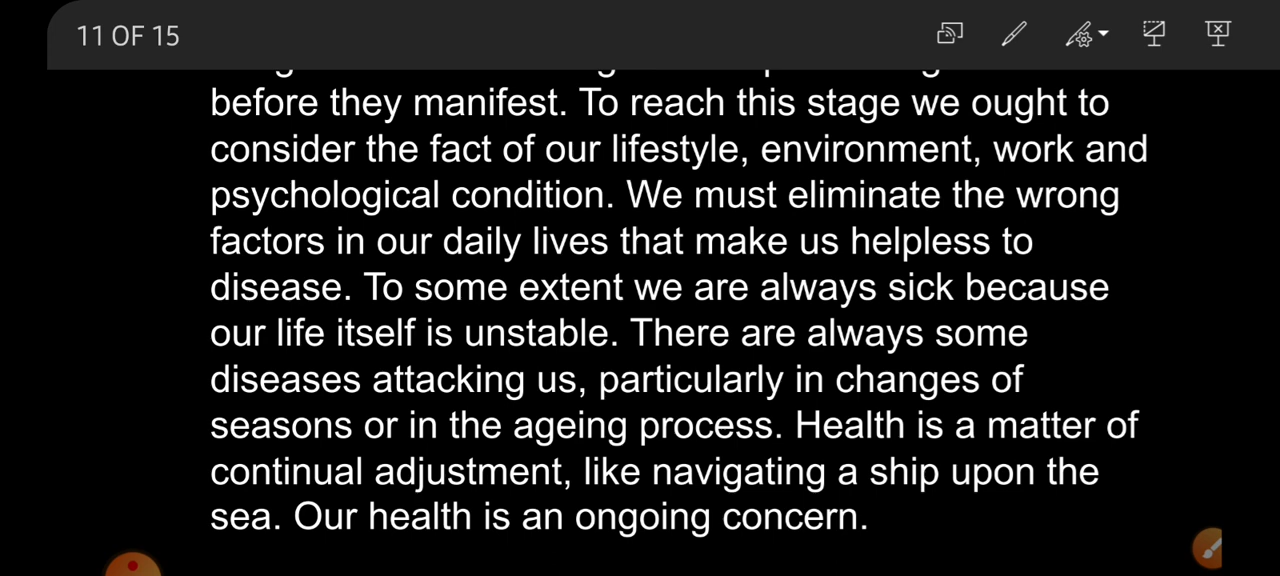 11 OF 15
before they manifest. To reach this stage we ought to
consider the fact of our lifestyle, environment, work and
psychological condition. We must eliminate the wrong
factors in our daily lives that make us helpless to
disease. To some extent we are always sick because
our life itself is unstable. There are always some
diseases attacking us, particularly in changes of
seasons or in the ageing process. Health is a matter of
continual adjustment, like navigating a ship upon the
sea. Our health is an ongoing concern.